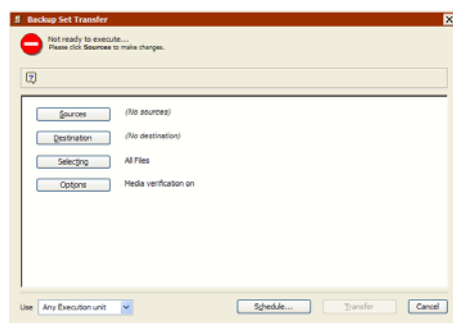 Backup Set Transfer
Not ready to execute...
Please click Sources to make changes.
Sources (No sources)
Destination (No destination)
Selecting All Files
Options Media verification on
Use Any Execution unit Schedule... Transfer Cancel